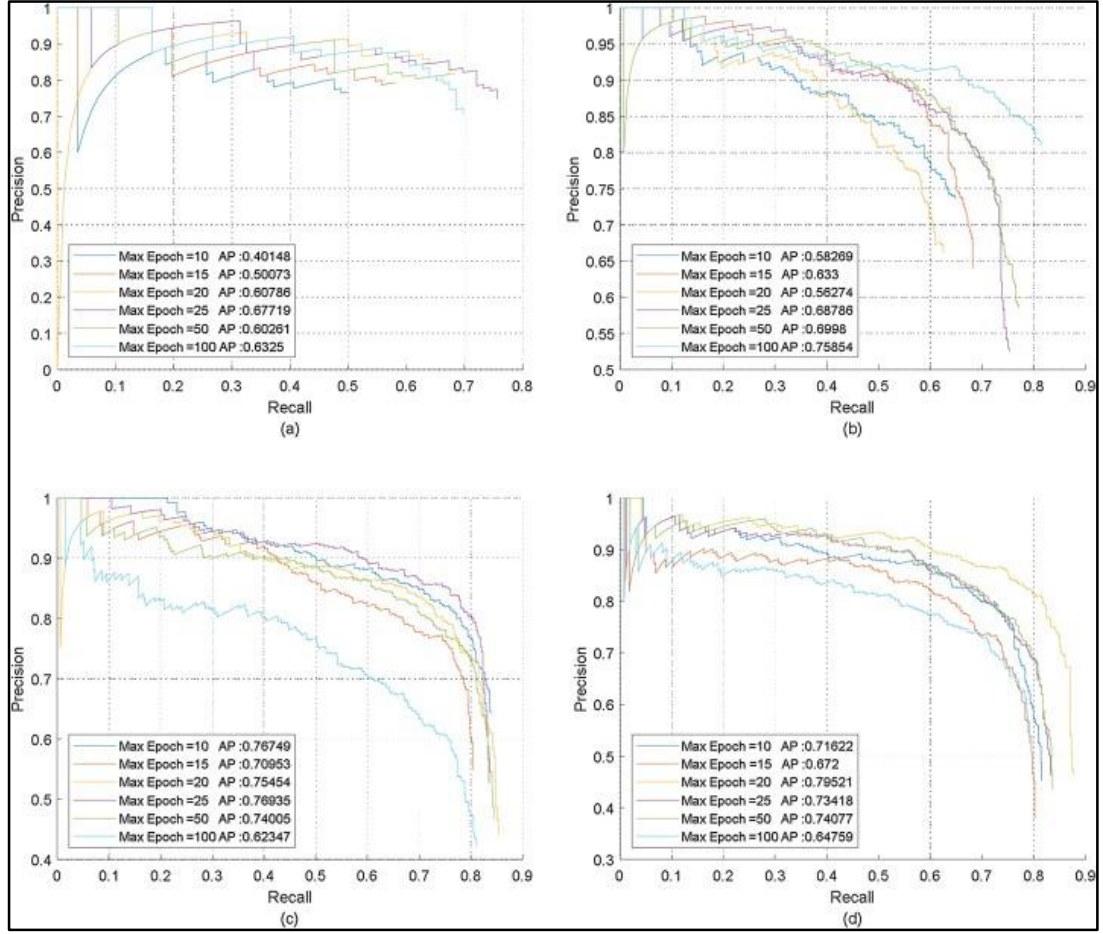 1
0.9
0.8
0.7
0.6
0.5
0.4
0.3
0.2
0.1
0
Precision
Max Epoch =10 AP :0.40148
Max Epoch =15 AP :0.50073
Max Epoch =20 AP :0.60786
Max Epoch =25 AP :0.67719
Max Epoch =50 AP :0.60261
Max Epoch =100 AP :0.6325
0 0.1 0.2 0.3 0.4 0.5 0.6 0.7 0.8
Recall
(a)
1
0.95
0.9
0.85
0.8
0.75
0.7
0.65
0.6
0.55
0.5
Precision
Max Epoch =10 AP :0.58269
Max Epoch =15 AP :0.633
Max Epoch =20 AP :0.56274
Max Epoch =25 AP :0.68786
Max Epoch =50 AP :0.6998
Max Epoch =100 AP :0.75854
0 0.1 0.2 0.3 0.4 0.5 0.6 0.7 0.8 0.9
Recall
(b)
1
0.9
0.8
0.7
0.6
0.5
0.4
Precision
Max Epoch =10 AP :0.76749
Max Epoch =15 AP :0.70953
Max Epoch =20 AP :0.75454
Max Epoch =25 AP :0.76935
Max Epoch =50 AP :0.74005
Max Epoch =100 AP :0.62347
0 0.1 0.2 0.3 0.4 0.5 0.6 0.7 0.8 0.9
Recall
(c)
1
0.9
0.8
0.7
0.6
0.5
0.4
0.3
Precision
Max Epoch =10 AP :0.71622
Max Epoch =15 AP :0.672
Max Epoch =20 AP :0.79521
Max Epoch =25 AP :0.73418
Max Epoch =50 AP :0.74077
Max Epoch =100 AP :0.64759
0 0.1 0.2 0.3 0.4 0.5 0.6 0.7 0.8 0.9
Recall
(d)